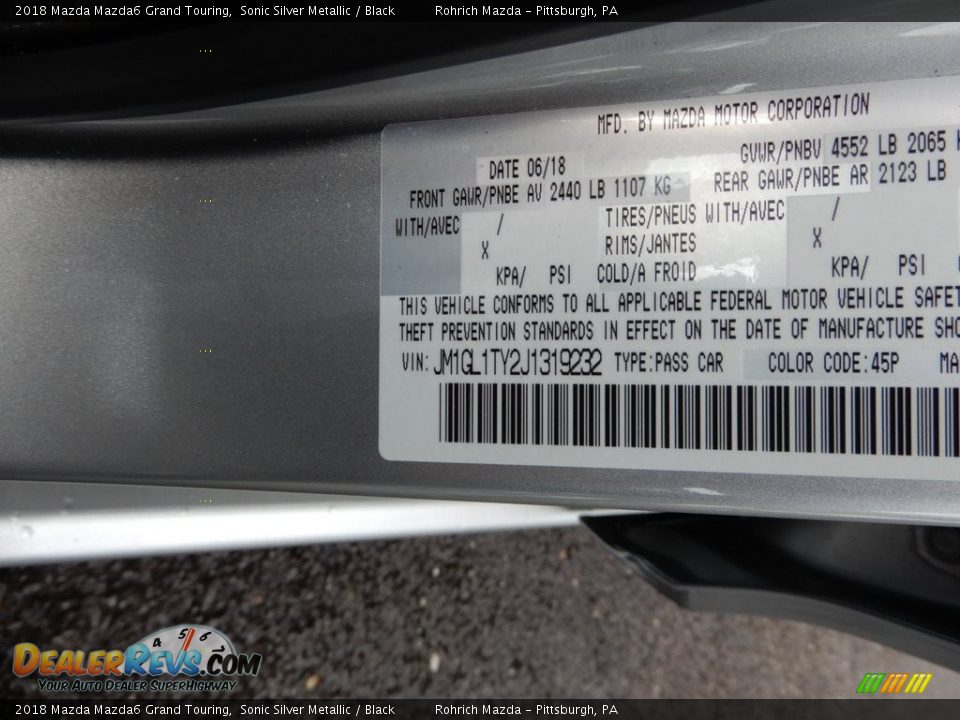 2018 Mazda Mazda6 Grand Touring, Sonic Silver Metallic / Black Rohrich Mazda - Pittsburgh, PA
MFD. BY MAZDA MOTOR CORPORATION
DATE 06/18 GVWR/PNBV 4552 LB 2065
FRONT GAWR/PNBE AV 2440 LB 1107 KG REAR GAWR/PNBE AR 2123 LB
WITH/AVEC / TIRES/PNEUS WITH/AVEC /
X RIMS/JANTES X
KPA/ PSI COLD/A FROID KPA/ PSI
THIS VEHICLE CONFORMS TO ALL APPLICABLE FEDERAL MOTOR VEHICLE SAFET
THEFT PREVENTION STANDARDS IN EFFECT ON THE DATE OF MANUFACTURE SHO
VIN: JM1GL1TY2J1319232 TYPE:PASS CAR COLOR CODE:45P MA
4 5 6
DEALERREVS.COM
YOUR AUTO DEALER SUPERHIGHWAY
2018 Mazda Mazda6 Grand Touring, Sonic Silver Metallic / Black Rohrich Mazda - Pittsburgh, PA